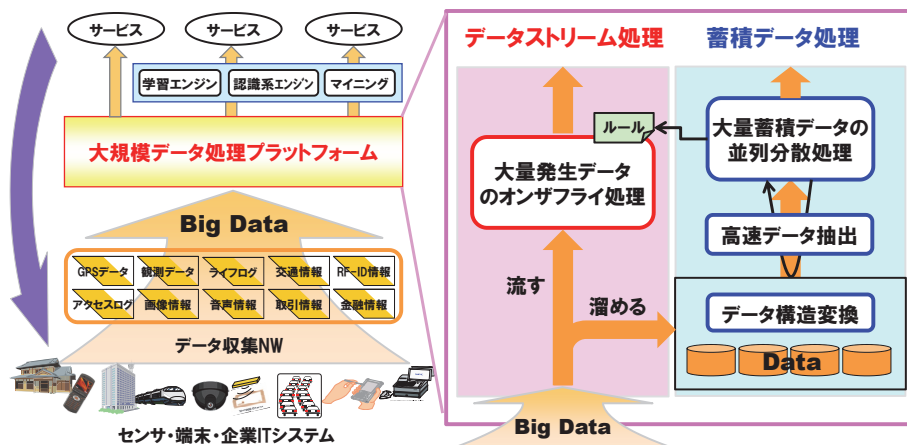 サービス
サービス
サービス
学習エンジン
認識系エンジン
マイニング
大規模データ処理プラットフォーム
Big Data
GPSデータ
観測データ
ライフログ
交通情報
RF-ID情報
アクセスログ
画像情報
音声情報
取引情報
金融情報
データ収集NW
センサ・端末・企業ITシステム
データストリーム処理
蓄積データ処理
ルール
大量発生データ
のオンザフライ処理
大量蓄積データの
並列分散処理
高速データ抽出
流す
溜める
データ構造変換
Data
Big Data